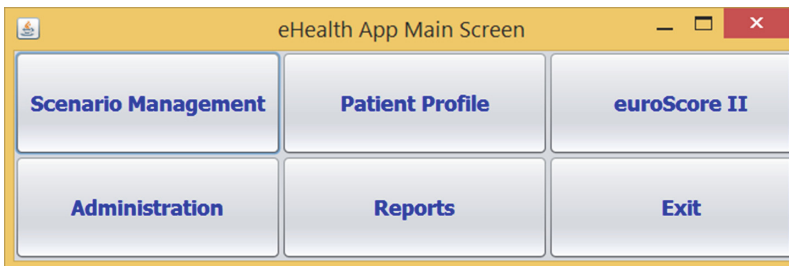 eHealth App Main Screen
Scenario Management
Patient Profile
euroScore II
Administration
Reports
Exit